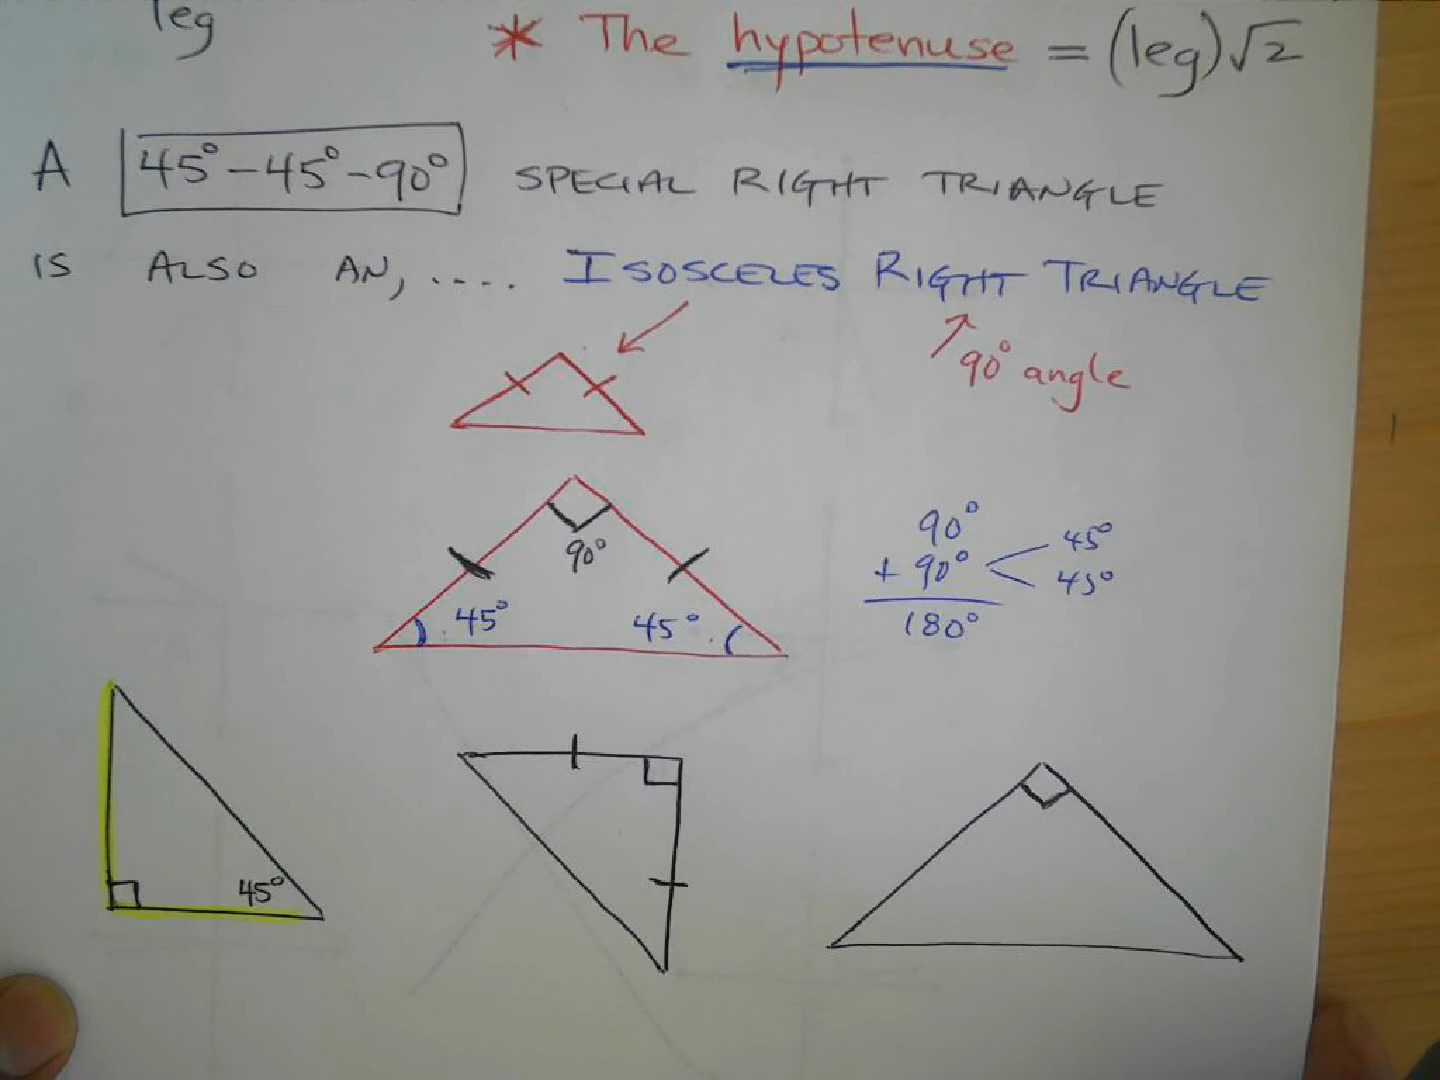 leg
* The hypotenuse = (leg)√2
A 45°-45°-90° SPECIAL RIGHT TRIANGLE
IS ALSO AN, .... ISOSCELES RIGHT TRIANGLE
90° angle
90°
45° 45°
90°
+ 90° < 45°
45°
180°
45°